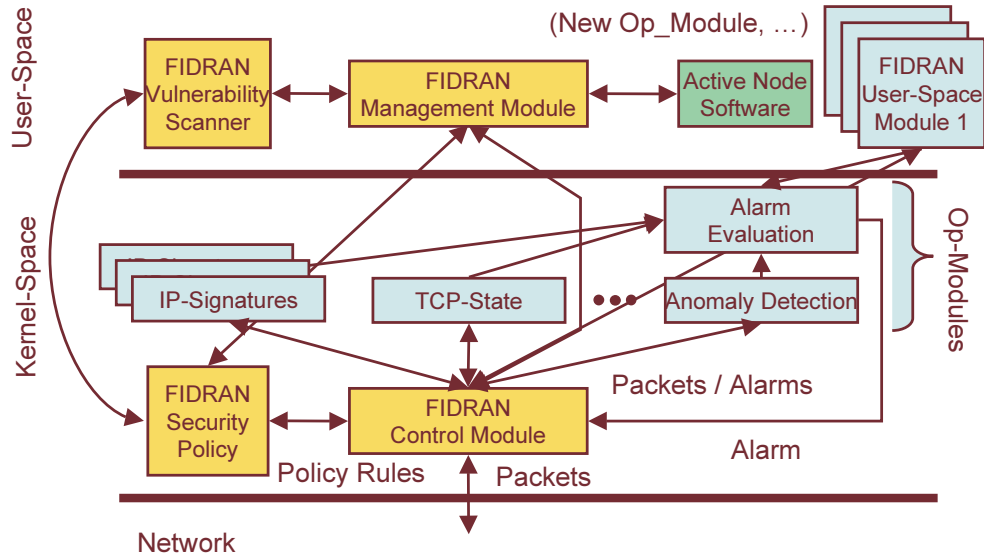 User-Space
(New Op_Module, …)
FIDRAN
Vulnerability
Scanner
FIDRAN
Management Module
Active Node
Software
FIDRAN
User-Space
Module 1
Kernel-Space
Alarm
Evaluation
Op-Modules
IP-Signatures
TCP-State
Anomaly Detection
FIDRAN
Security
Policy
FIDRAN
Control Module
Packets / Alarms
Alarm
Policy Rules
Packets
Network